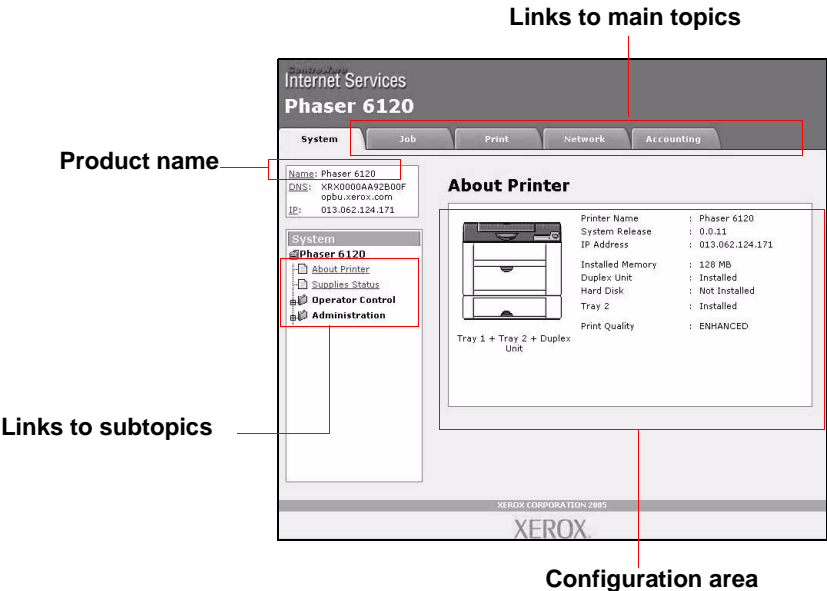 Links to main topics
CentreWare
Internet Services
Phaser 6120
System
Job
Print
Network
Accounting
Product name
Name: Phaser 6120
DNS: XRX0000AA92B00F
opbu.xerox.com
IP: 013.062.124.171
About Printer
System
Phaser 6120
About Printer
Supplies Status
Operator Control
Administration
Printer Name : Phaser 6120
System Release : 0.0.11
IP Address : 013.062.124.171
Installed Memory : 128 MB
Duplex Unit : Installed
Hard Disk : Not Installed
Tray 2 : Installed
Print Quality : ENHANCED
Tray 1 + Tray 2 + Duplex
Unit
Links to subtopics
XEROX CORPORATION 2005
XEROX.
Configuration area